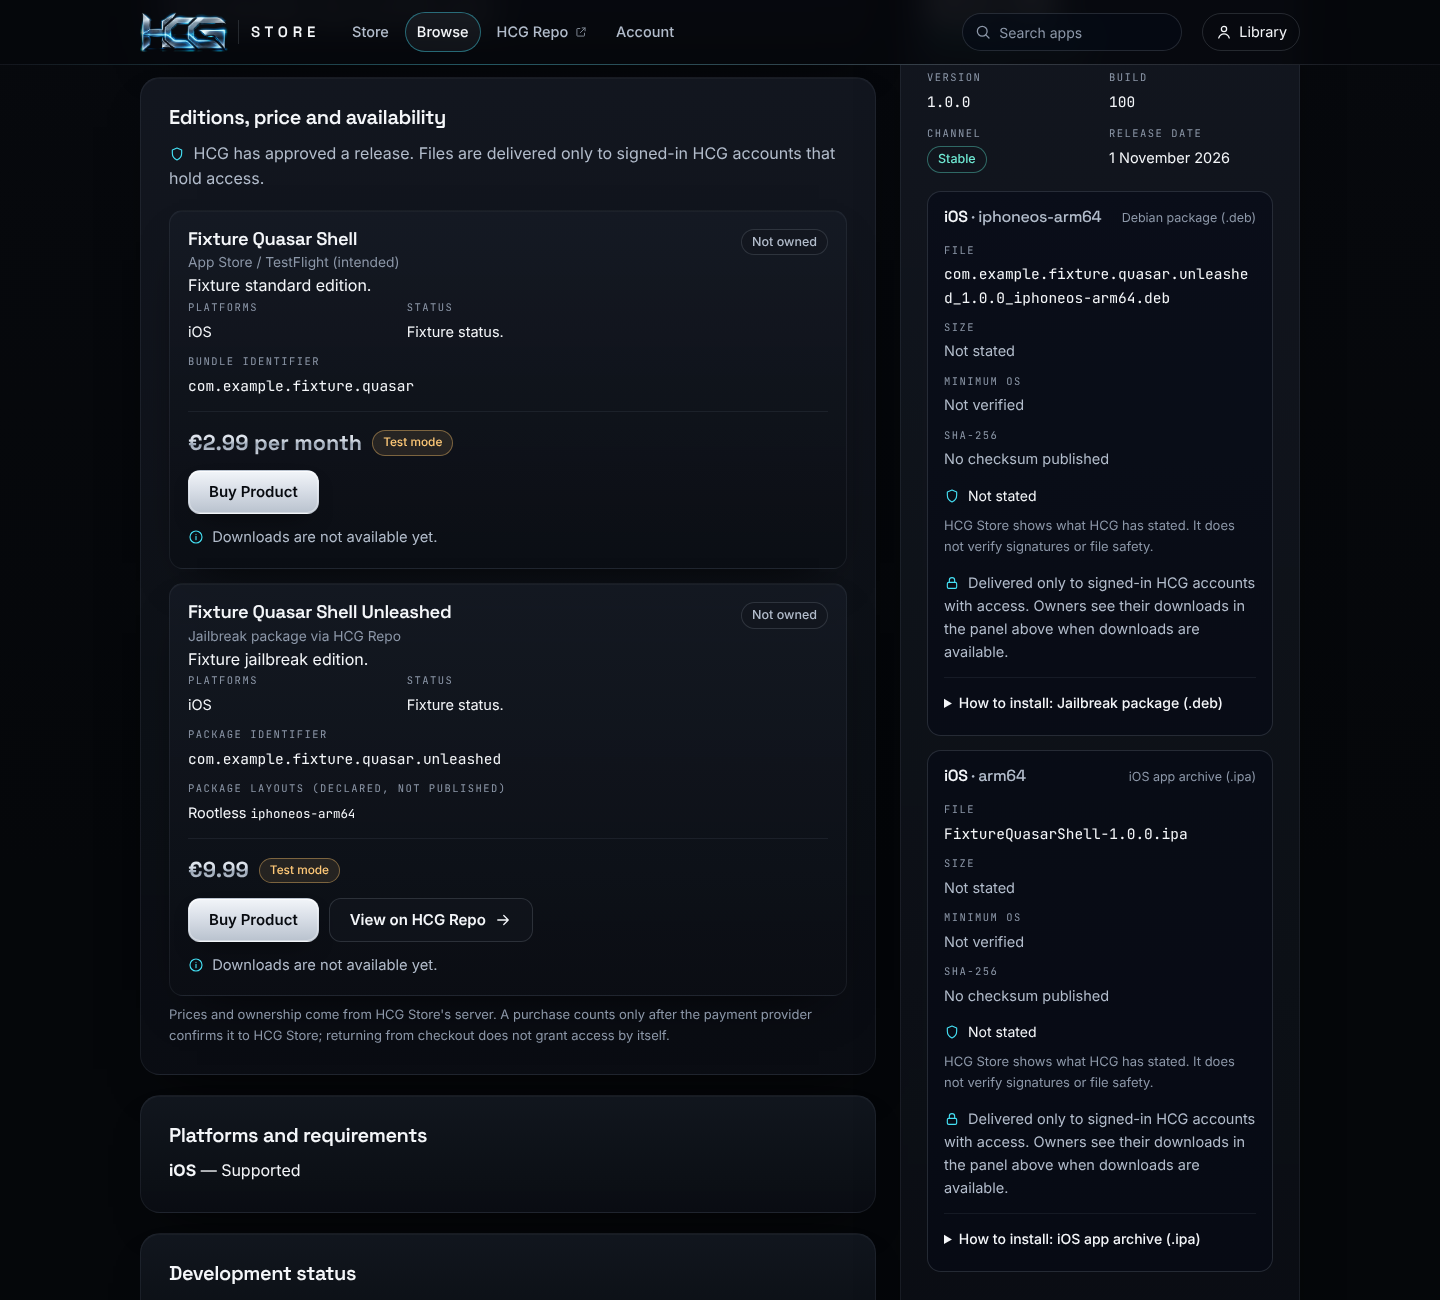 HCG STORE Store Browse HCG Repo Account Search apps Library
Editions, price and availability
HCG has approved a release. Files are delivered only to signed-in HCG accounts that
hold access.
Fixture Quasar Shell Not owned
App Store / TestFlight (intended)
Fixture standard edition.
PLATFORMS STATUS
iOS Fixture status.
BUNDLE IDENTIFIER
com.example.fixture.quasar
€2.99 per month Test mode
Buy Product
Downloads are not available yet.
Fixture Quasar Shell Unleashed Not owned
Jailbreak package via HCG Repo
Fixture jailbreak edition.
PLATFORMS STATUS
iOS Fixture status.
PACKAGE IDENTIFIER
com.example.fixture.quasar.unleashed
PACKAGE LAYOUTS (DECLARED, NOT PUBLISHED)
Rootless iphoneos-arm64
€9.99 Test mode
Buy Product View on HCG Repo →
Downloads are not available yet.
Prices and ownership come from HCG Store's server. A purchase counts only after the payment provider
confirms it to HCG Store; returning from checkout does not grant access by itself.
Platforms and requirements
iOS — Supported
Development status
VERSION BUILD
1.0.0 100
CHANNEL RELEASE DATE
Stable 1 November 2026
iOS · iphoneos-arm64 Debian package (.deb)
FILE
com.example.fixture.quasar.unleashe
d_1.0.0_iphoneos-arm64.deb
SIZE
Not stated
MINIMUM OS
Not verified
SHA-256
No checksum published
Not stated
HCG Store shows what HCG has stated. It does
not verify signatures or file safety.
Delivered only to signed-in HCG accounts
with access. Owners see their downloads in
the panel above when downloads are
available.
▶ How to install: Jailbreak package (.deb)
iOS · arm64 iOS app archive (.ipa)
FILE
FixtureQuasarShell-1.0.0.ipa
SIZE
Not stated
MINIMUM OS
Not verified
SHA-256
No checksum published
Not stated
HCG Store shows what HCG has stated. It does
not verify signatures or file safety.
Delivered only to signed-in HCG accounts
with access. Owners see their downloads in
the panel above when downloads are
available.
▶ How to install: iOS app archive (.ipa)